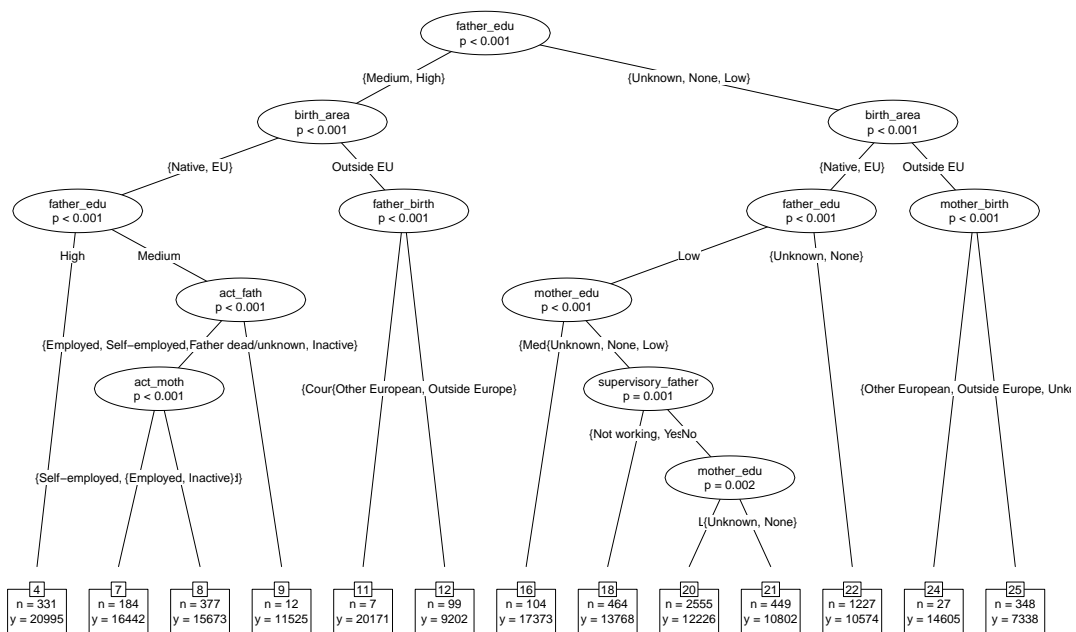 father_edu
p < 0.001
{Medium, High}
{Unknown, None, Low}
birth_area
p < 0.001
birth_area
p < 0.001
{Native, EU}
Outside EU
{Native, EU}
Outside EU
father_edu
p < 0.001
father_birth
p < 0.001
father_edu
p < 0.001
mother_birth
p < 0.001
High
Medium
Low
{Unknown, None}
act_fath
p < 0.001
mother_edu
p < 0.001
{Employed, Self−employed,
Father dead/unknown, Inactive}
{Med
{Unknown, None, Low}
act_moth
p < 0.001
{Other European, Outside Europe}
supervisory_father
p = 0.001
{Other European, Outside Europe,
{Not working, Yes
No
mother_edu
p = 0.002
{Self−employed,
{Employed, Inactive}
{Unknown, None}
4
n = 331
y = 20995
7
n = 184
y = 16442
8
n = 377
y = 15673
9
n = 12
y = 11525
11
n = 7
y = 20171
12
n = 99
y = 9202
16
n = 104
y = 17373
18
n = 464
y = 13768
20
n = 2555
y = 12226
21
n = 449
y = 10802
22
n = 1227
y = 10574
24
n = 27
y = 14605
25
n = 348
y = 7338